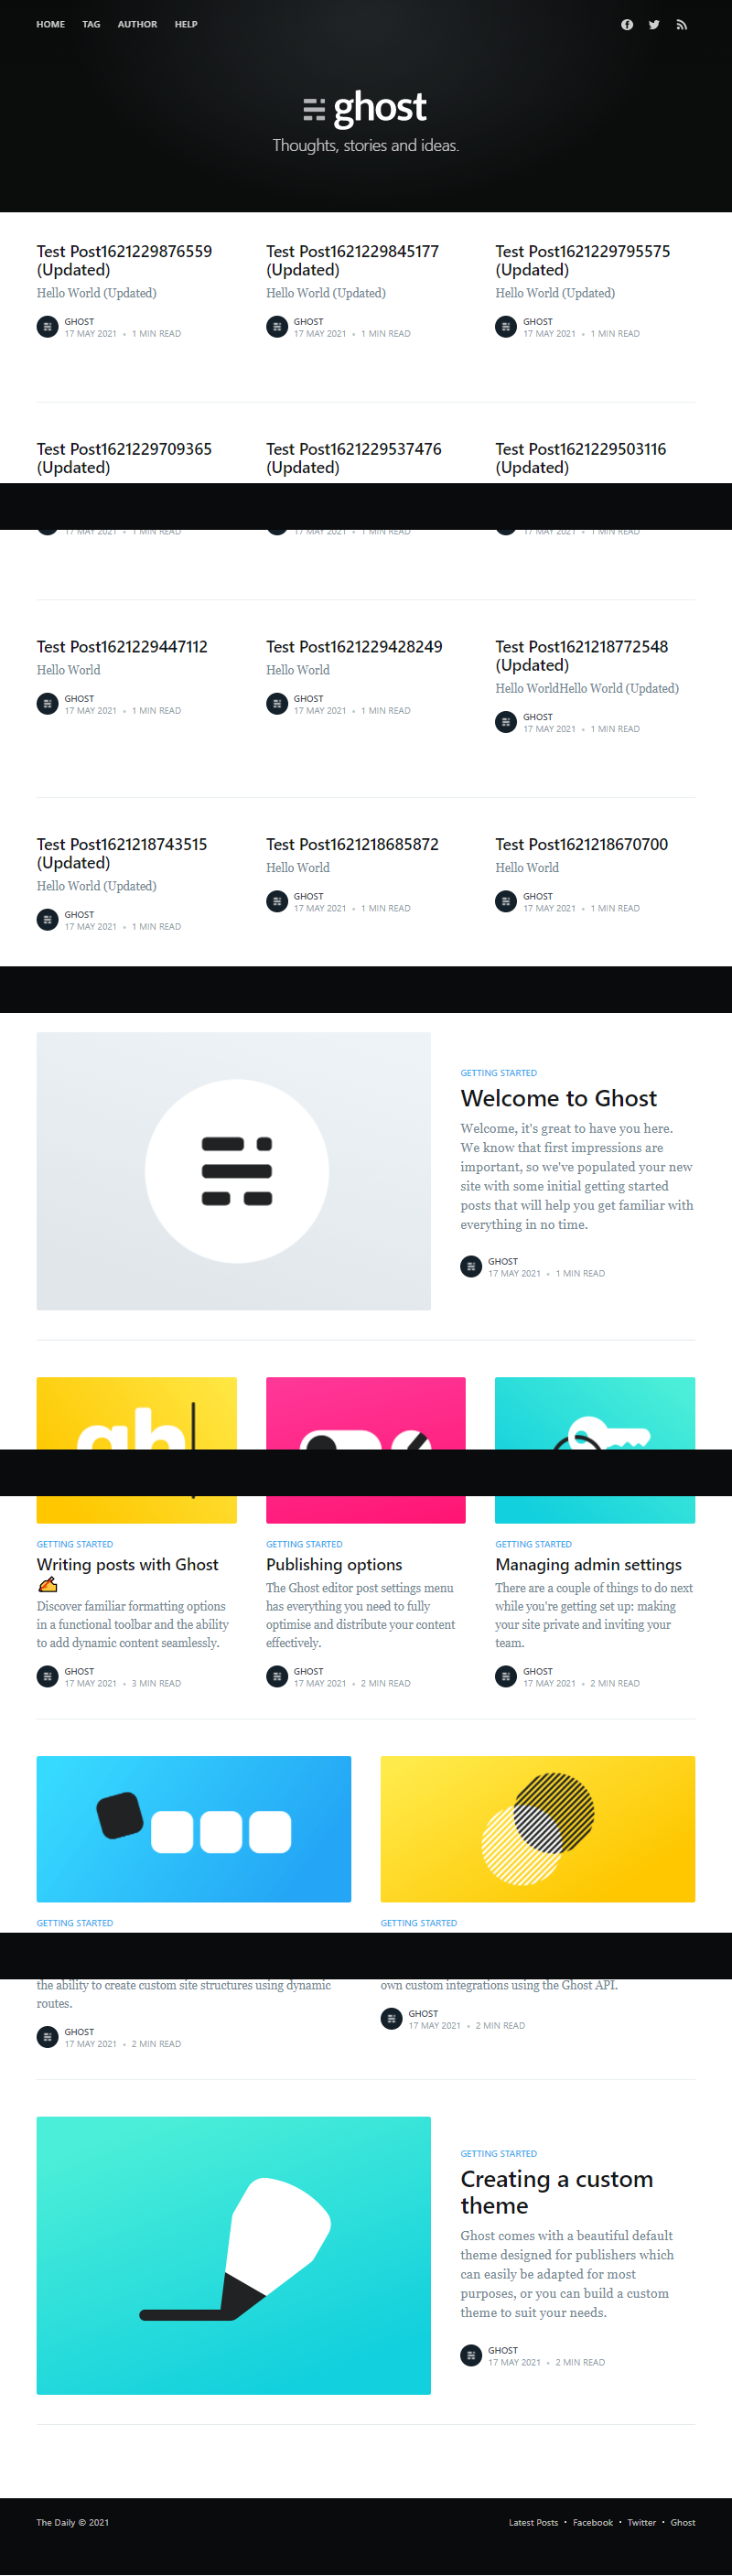 HOME TAG AUTHOR HELP
ghost
Thoughts, stories and ideas.
Test Post1621229876559
(Updated)
Hello World (Updated)
GHOST
17 MAY 2021 • 1 MIN READ
Test Post1621229845177
(Updated)
Hello World (Updated)
GHOST
17 MAY 2021 • 1 MIN READ
Test Post1621229795575
(Updated)
Hello World (Updated)
GHOST
17 MAY 2021 • 1 MIN READ
Test Post1621229709365
(Updated)
17 MAY 2021 • 1 MIN READ
Test Post1621229537476
(Updated)
17 MAY 2021 • 1 MIN READ
Test Post1621229503116
(Updated)
17 MAY 2021 • 1 MIN READ
Test Post1621229447112
Hello World
GHOST
17 MAY 2021 • 1 MIN READ
Test Post1621229428249
Hello World
GHOST
17 MAY 2021 • 1 MIN READ
Test Post1621218772548
(Updated)
Hello WorldHello World (Updated)
GHOST
17 MAY 2021 • 1 MIN READ
Test Post1621218743515
(Updated)
Hello World (Updated)
GHOST
17 MAY 2021 • 1 MIN READ
Test Post1621218685872
Hello World
GHOST
17 MAY 2021 • 1 MIN READ
Test Post1621218670700
Hello World
GHOST
17 MAY 2021 • 1 MIN READ
GETTING STARTED
Welcome to Ghost
Welcome, it's great to have you here.
We know that first impressions are
important, so we've populated your new
site with some initial getting started
posts that will help you get familiar with
everything in no time.
GHOST
17 MAY 2021 • 1 MIN READ
GETTING STARTED
Writing posts with Ghost
✍️
Discover familiar formatting options
in a functional toolbar and the ability
to add dynamic content seamlessly.
GHOST
17 MAY 2021 • 3 MIN READ
GETTING STARTED
Publishing options
The Ghost editor post settings menu
has everything you need to fully
optimise and distribute your content
effectively.
GHOST
17 MAY 2021 • 2 MIN READ
GETTING STARTED
Managing admin settings
There are a couple of things to do next
while you're getting set up: making
your site private and inviting your
team.
GHOST
17 MAY 2021 • 2 MIN READ
GETTING STARTED
the ability to create custom site structures using dynamic
routes.
GHOST
17 MAY 2021 • 2 MIN READ
GETTING STARTED
own custom integrations using the Ghost API.
GHOST
17 MAY 2021 • 2 MIN READ
GETTING STARTED
Creating a custom
theme
Ghost comes with a beautiful default
theme designed for publishers which
can easily be adapted for most
purposes, or you can build a custom
theme to suit your needs.
GHOST
17 MAY 2021 • 2 MIN READ
The Daily © 2021
Latest Posts • Facebook • Twitter • Ghost